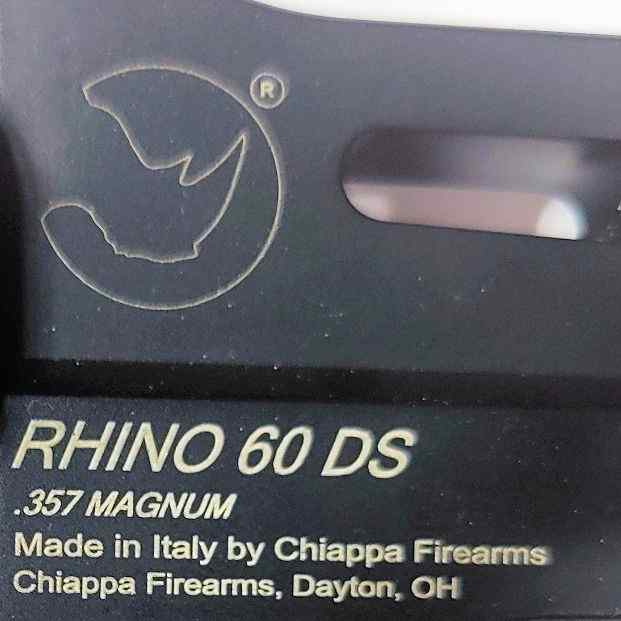 ®
RHINO 60 DS
.357 MAGNUM
Made in Italy by Chiappa Firearms
Chiappa Firearms, Dayton, OH